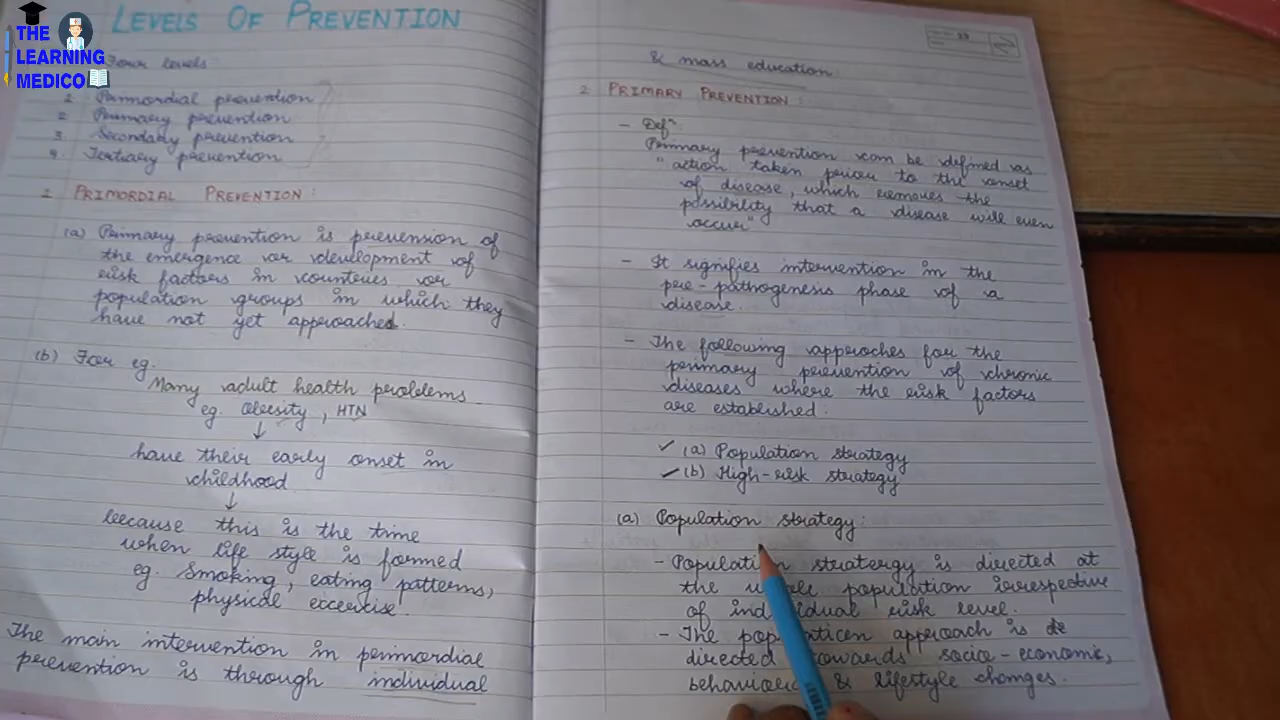 LEVELS OF PREVENTION
THE
LEARNING
MEDICO
Four levels
1 Primordial prevention
2 Primary prevention
3. Secondary prevention
4. Tertiary prevention
1 PRIMORDIAL PREVENTION:
(a) Primary prevention is prevension of
the emergence or development of
risk factors in countries or
population groups in which they
have not yet approached.
(b) For eg.
Many adult health problems
eg. Obesity, HTN
↓
have their early onset in
childhood
↓
because this is the time
when life style is formed
eg. Smoking, eating patterns,
physical excertise.
The main intervention in primordial
prevention is through individual
29
& mass education
2 PRIMARY PREVENTION:
- Defn
Primary prevention can be defined as
"action taken prior to the onset
of disease, which removes the
possibility that a disease will ever
occur"
- It signifies intervention in the
pre-pathogenesis phase of a
disease.
- The following approches for the
primary prevention of chronic
diseases where the risk factors
are established.
✓ (a) Population strategy
✓ (b) High-risk strategy
(a) Population strategy:
- Population stratergy is directed at
the population irrespective
of risk level.
- The approach is
directed towards socio-economic,
& lifestyle changes.